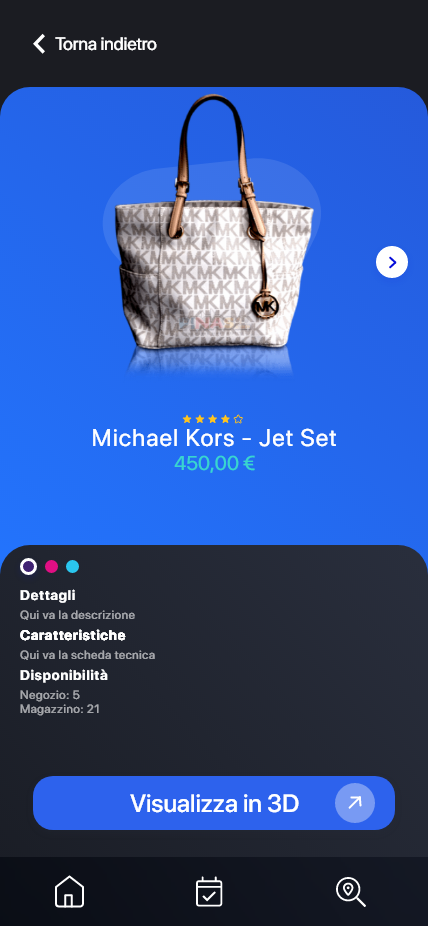 Torna indietro
MK
Michael Kors - Jet Set
450,00 €
Dettagli
Qui va la descrizione
Caratteristiche
Qui va la scheda tecnica
Disponibilità
Negozio: 5
Magazzino: 21
Visualizza in 3D